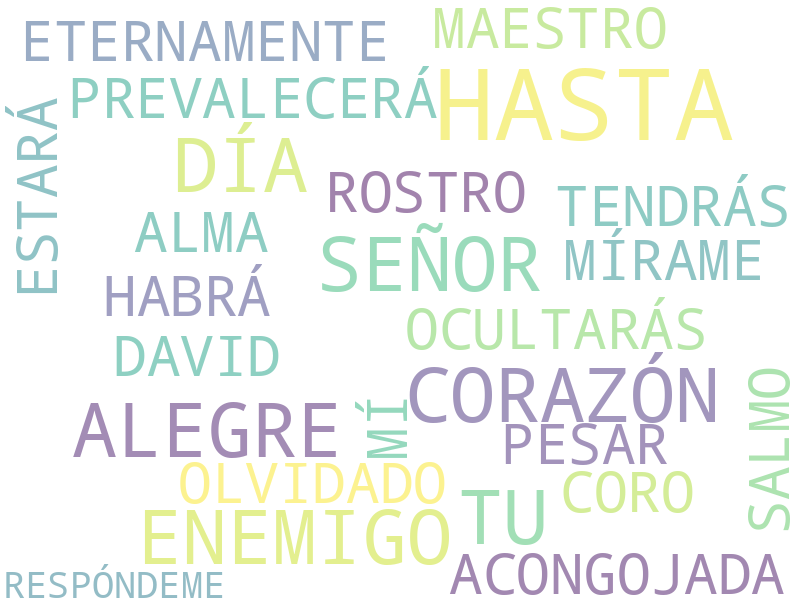 ETERNAMENTE
MAESTRO
PREVALECERÁ
HASTA
ESTARÁ
DÍA
ROSTRO
TENDRÁS
ALMA
SEÑOR
MÍRAME
HABRÁ
OCULTARÁS
DAVID
CORAZÓN
ALEGRE
MÍ
PESAR
SALMO
OLVIDADO
TU
CORO
ENEMIGO
RESPÓNDEME
ACONGOJADA